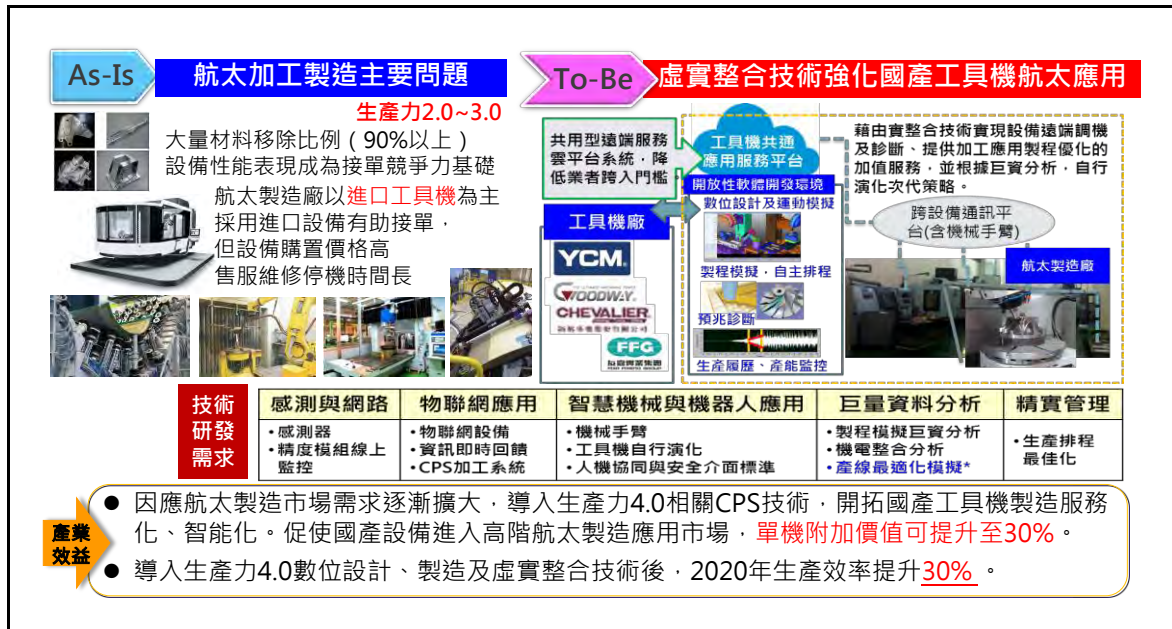 As-Is
航太加工製造主要問題
生產力2.0~3.0
大量材料移除比例（90%以上）
設備性能表現成為接單競爭力基礎
航太製造廠以進口工具機為主
採用進口設備有助接單，
但設備購置價格高
售服維修停機時間長
To-Be
虛實整合技術強化國產工具機航太應用
共用型遠端服務
雲平台系統，降
低業者跨入門檻
工具機共通
應用服務平台
藉由實整合技術實現設備遠端調機
及診斷、提供加工應用製程優化的
加值服務，並根據巨資分析，自行
演化次代策略。
開放性軟體開發環境
數位設計及運動模擬
製程模擬，自主排程
預兆診斷
生產履歷、產能監控
工具機廠
YCM
GOODWAY
CHEVALIER
FFG
友嘉實業集團
跨設備通訊平
台(含機械手臂)
航太製造廠
技術
研發
需求
感測與網路
•感測器
•精度模組線上
監控
物聯網應用
•物聯網設備
•資訊即時回饋
•CPS加工系統
智慧機械與機器人應用
•機械手臂
•工具機自行演化
•人機協同與安全介面標準
巨量資料分析
•製程模擬巨資分析
•機電整合分析
•產線最適化模擬*
精實管理
•生產排程
最佳化
產業
效益
● 因應航太製造市場需求逐漸擴大，導入生產力4.0相關CPS技術，開拓國產工具機製造服務
化、智能化。促使國產設備進入高階航太製造應用市場，單機附加價值可提升至30%。
● 導入生產力4.0數位設計、製造及虛實整合技術後，2020年生產效率提升30% 。